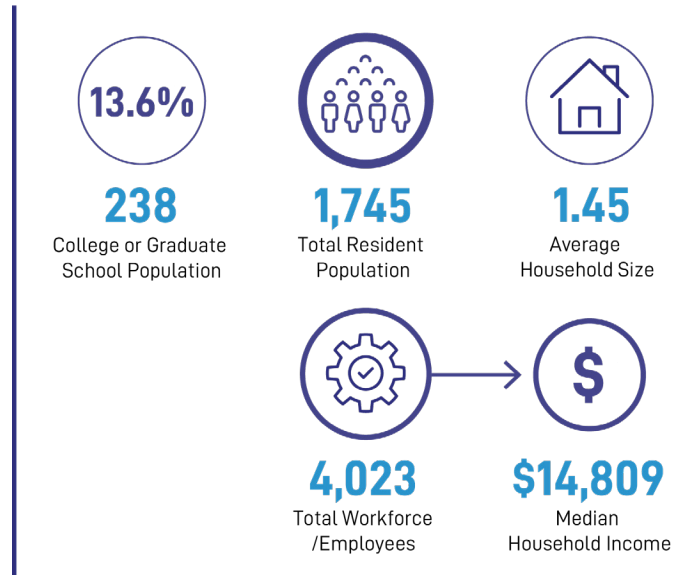 13.6%
238
College or Graduate
School Population
1,745
Total Resident
Population
1.45
Average
Household Size
4,023
Total Workforce
/Employees
$
$14,809
Median
Household Income